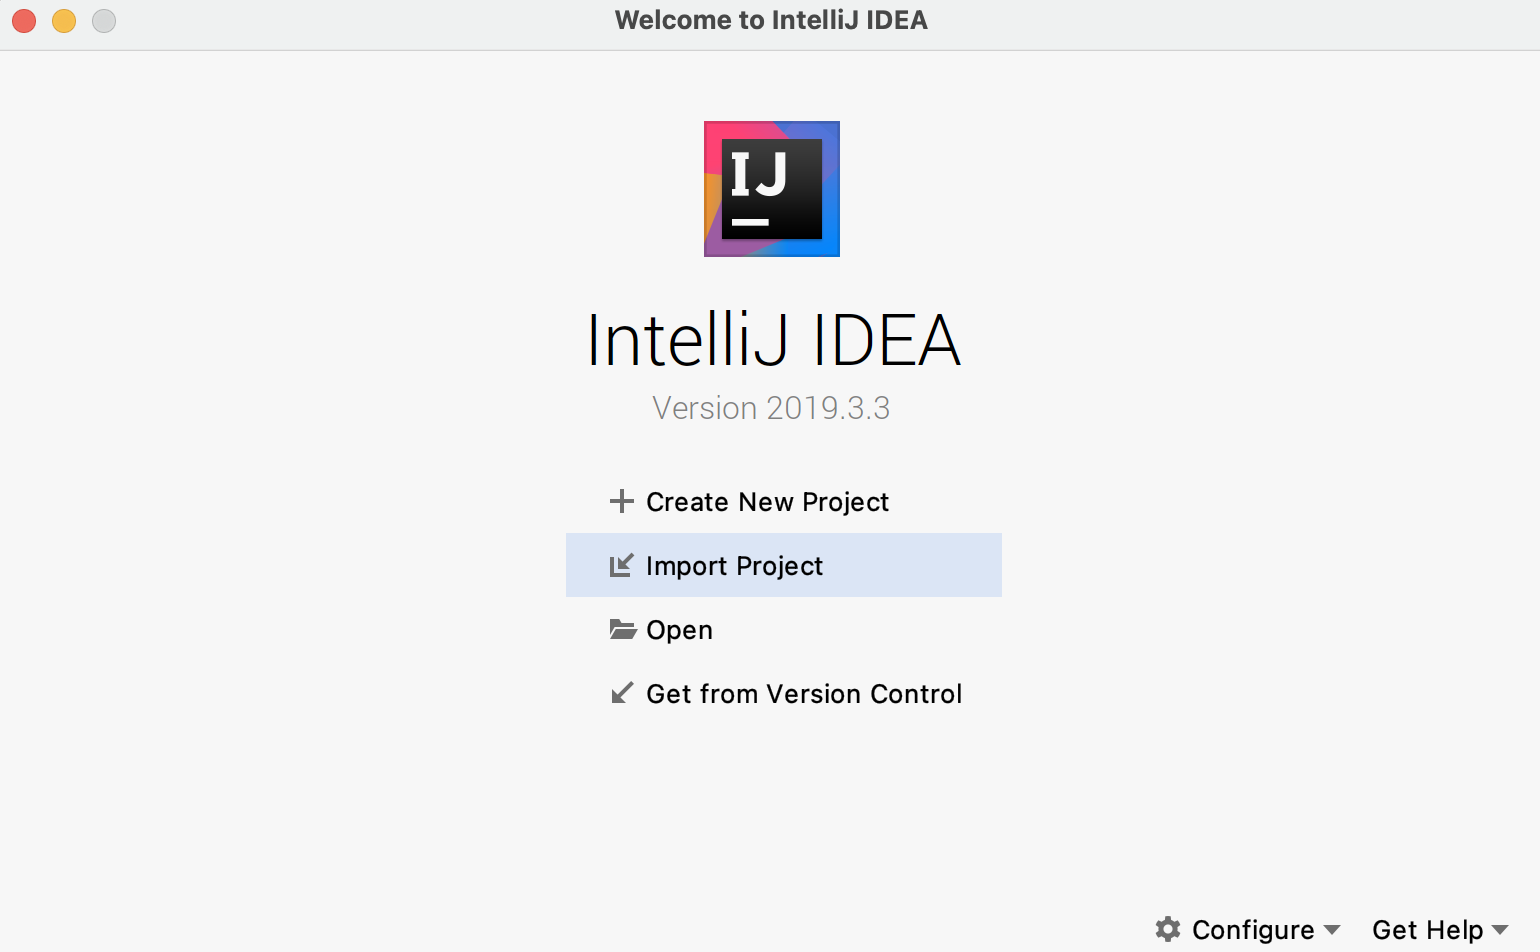 Welcome to IntelliJ IDEA
IJ
IntelliJ IDEA
Version 2019.3.3
Create New Project
Import Project
Open
Get from Version Control
Configure
Get Help